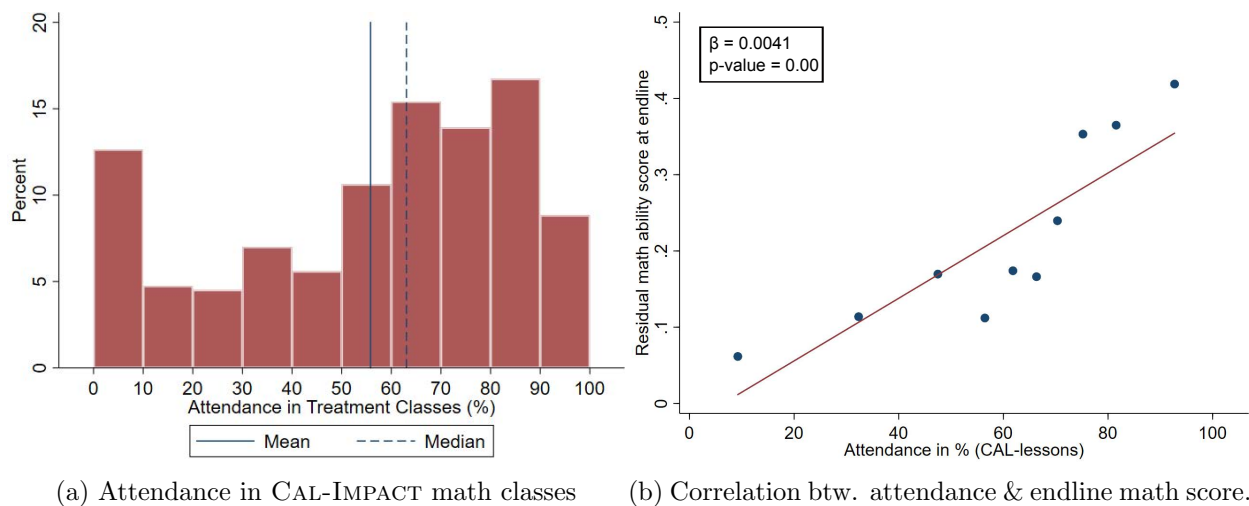 20
15
10
5
0
Percent
0 10 20 30 40 50 60 70 80 90 100
Attendance in Treatment Classes (%)
Mean Median
(a) Attendance in CAL-IMPACT math classes
β = 0.0041
p-value = 0.00
.5
.4
.3
.2
.1
0
Residual math ability score at endline
0 20 40 60 80 100
Attendance in % (CAL-lessons)
(b) Correlation btw. attendance & endline math score.